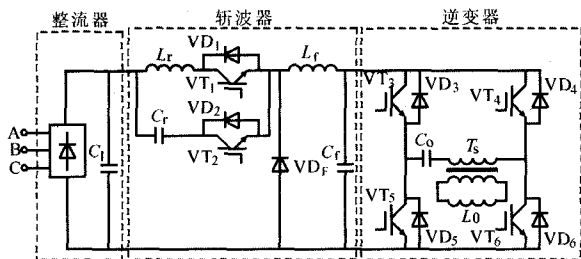 整流器
斩波器
逆变器
Lr
VD1
VT1
Lf
VD2
Cr
VT2
A
B
C
C1
VDF
Cf
VT3
VD3
VT4
VD4
C0
Ts
L0
VT5
VD5
VT6
VD6